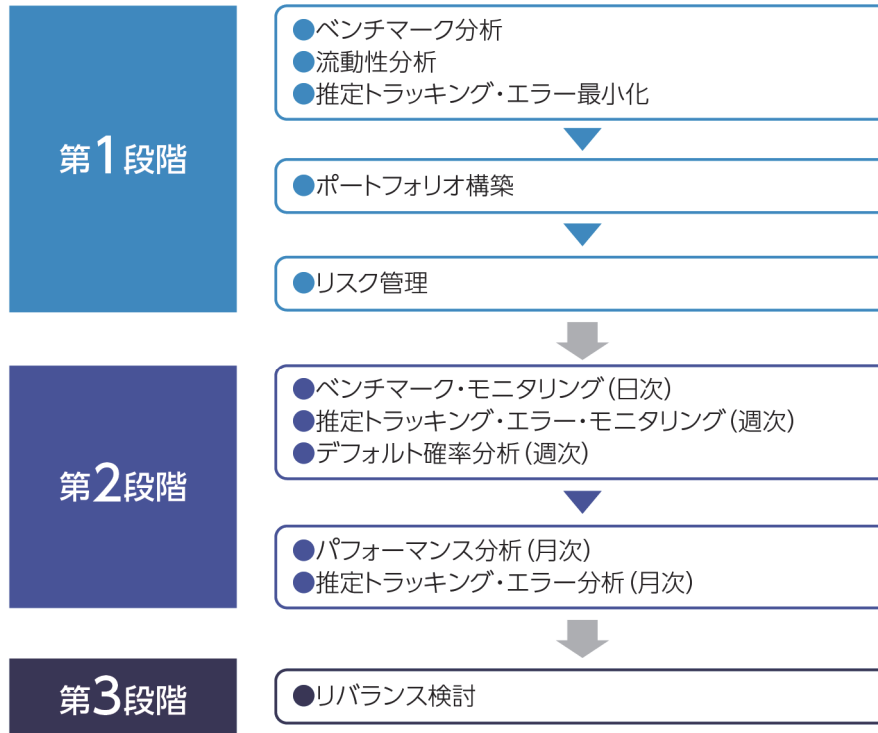 第1段階
●ベンチマーク分析
●流動性分析
●推定トラッキング・エラー最小化
●ポートフォリオ構築
●リスク管理
第2段階
●ベンチマーク・モニタリング(日次)
●推定トラッキング・エラー・モニタリング(週次)
●デフォルト確率分析(週次)
●パフォーマンス分析(月次)
●推定トラッキング・エラー分析(月次)
第3段階
●リバランス検討